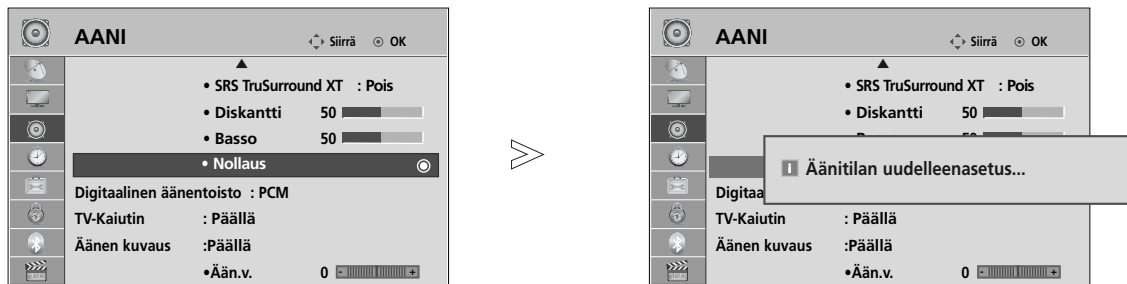 AANI
Siirrä OK
• SRS TruSurround XT : Pois
• Diskantti 50
• Basso 50
• Nollaus
Digitaalinen äänentoisto : PCM
TV-Kaiutin : Päällä
Äänen kuvaus :Päällä
•Ään.v. 0 - +
AANI
Siirrä OK
• SRS TruSurround XT : Pois
• Diskantti 50
i Äänitilan uudelleenasetus...
Digitaa
TV-Kaiutin : Päällä
Äänen kuvaus :Päällä
•Ään.v. 0 - +